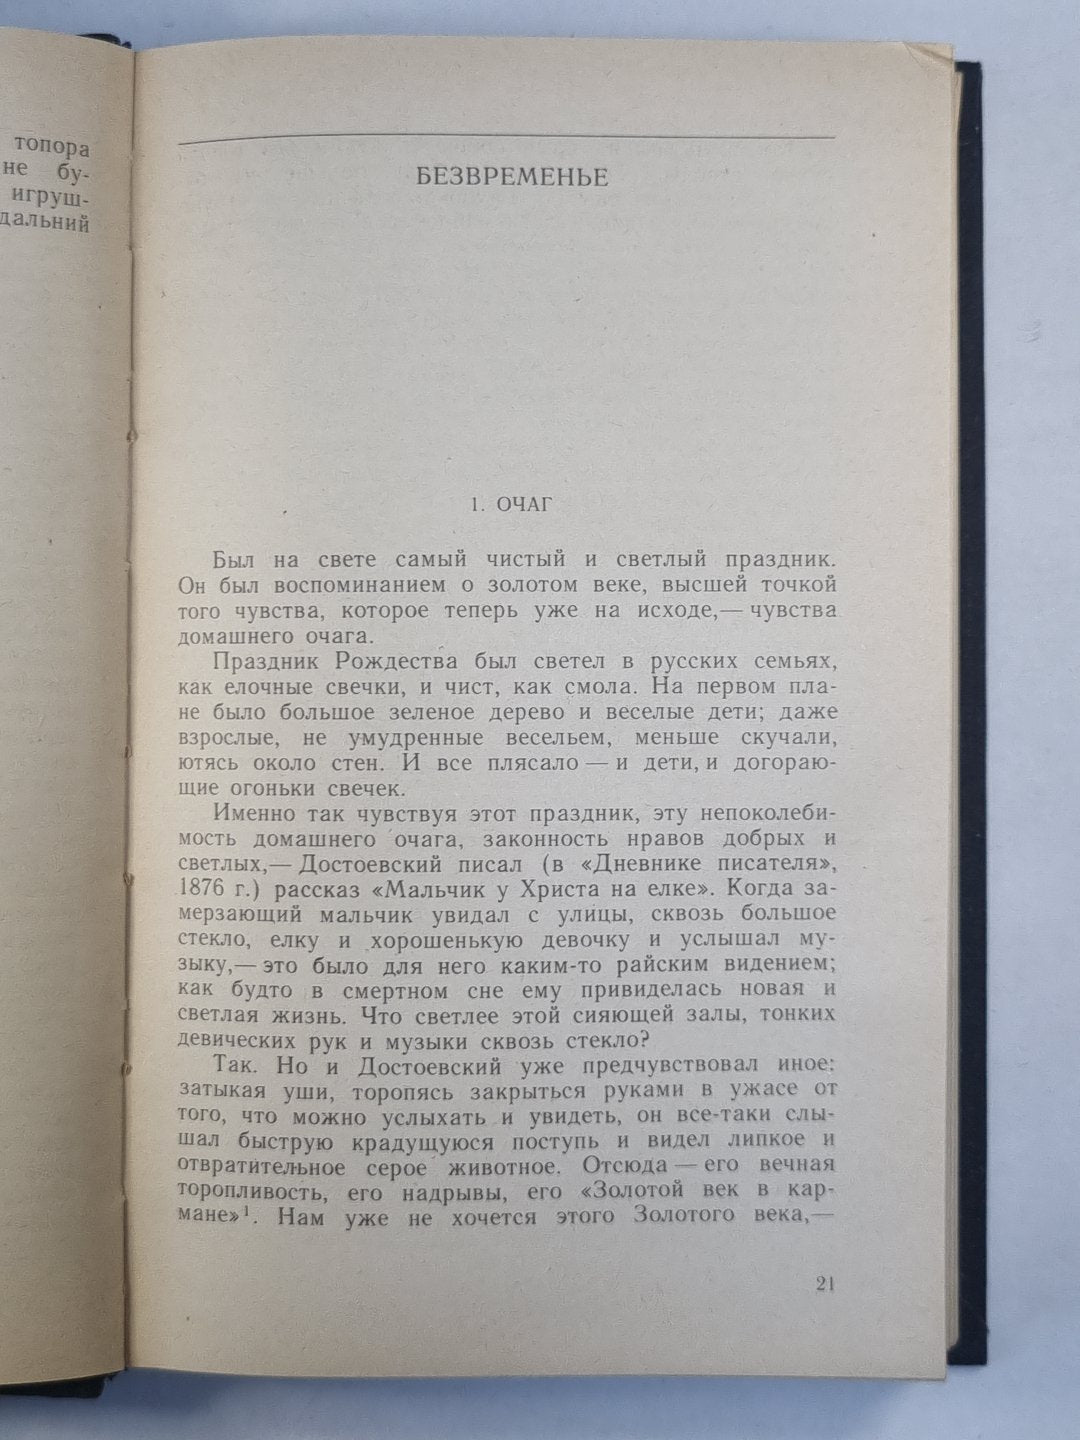 топора
не бу-
игруш-
дальний
БЕЗВРЕМЕНЬЕ
1. ОЧАГ
Был на свете самый чистый и светлый праздник.
Он был воспоминанием о золотом веке, высшей точкой
того чувства, которое теперь уже на исходе,— чувства
домашнего очага.
Праздник Рождества был светел в русских семьях,
как елочные свечки, и чист, как смола. На первом пла-
не было большое зеленое дерево и веселые дети; даже
взрослые, не умудренные весельем, меньше скучали,
ютясь около стен. И все плясало — и дети, и догораю-
щие огоньки свечек.
Именно так чувствуя этот праздник, эту непоколеби-
мость домашнего очага, законность нравов добрых и
светлых,— Достоевский писал (в «Дневнике писателя»,
1876 г.) рассказ «Мальчик у Христа на елке». Когда за-
мерзающий мальчик увидал с улицы, сквозь большое
стекло, елку и хорошенькую девочку и услышал му-
зыку,— это было для него каким-то райским видением;
как будто в смертном сне ему привиделась новая и
светлая жизнь. Что светлее этой сияющей залы, тонких
девических рук и музыки сквозь стекло?
Так. Но и Достоевский уже предчувствовал иное:
затыкая уши, торопясь закрыться руками в ужасе от
того, что можно услыхать и увидеть, он все-таки слы-
шал быструю крадущуюся поступь и видел липкое и
отвратительное серое животное. Отсюда — его вечная
торопливость, его надрывы, его «Золотой век в кар-
мане»¹. Нам уже не хочется этого Золотого века,—
21